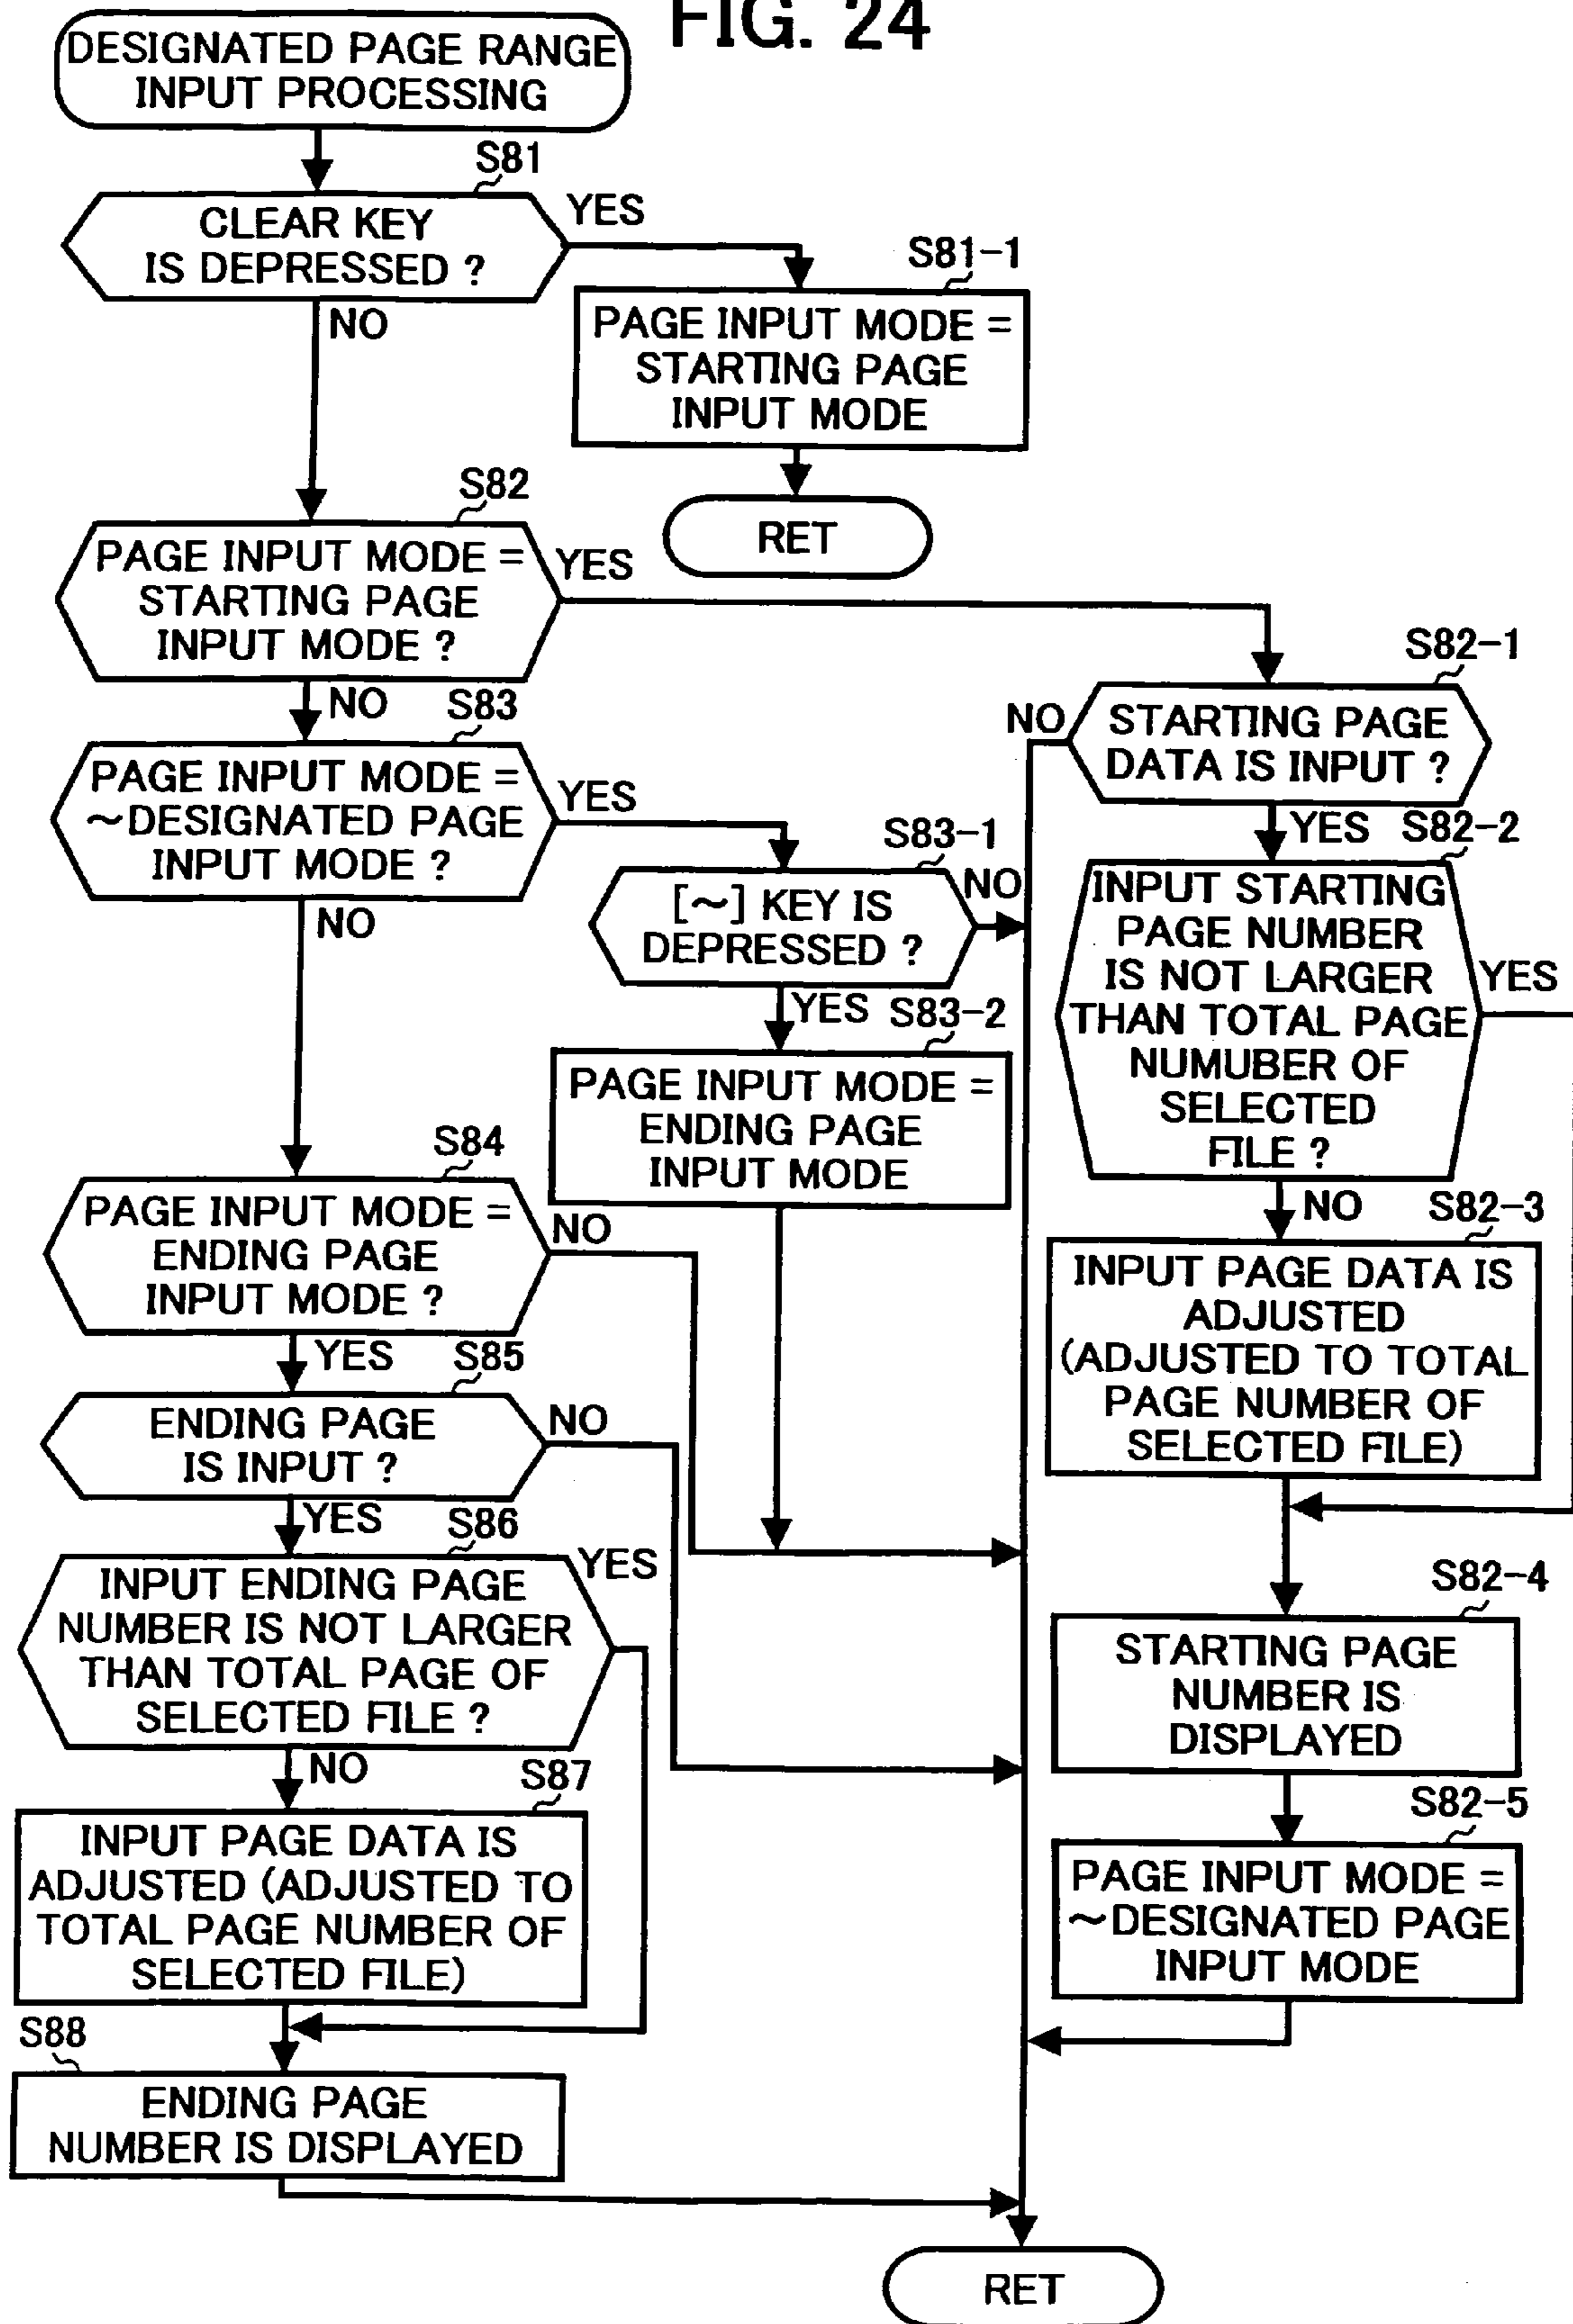 FIG. 24
DESIGNATED PAGE RANGE
INPUT PROCESSING
S81
CLEAR KEY
IS DEPRESSED ?
YES
NO
S81-1
PAGE INPUT MODE =
STARTING PAGE
INPUT MODE
RET
S82
PAGE INPUT MODE =
STARTING PAGE
INPUT MODE ?
YES
NO
S82-1
STARTING PAGE
DATA IS INPUT ?
NO
YES
S82-2
INPUT STARTING
PAGE NUMBER
IS NOT LARGER
THAN TOTAL PAGE
NUMUBER OF
SELECTED
FILE ?
YES
NO
S82-3
INPUT PAGE DATA IS
ADJUSTED
(ADJUSTED TO TOTAL
PAGE NUMBER OF
SELECTED FILE)
S82-4
STARTING PAGE
NUMBER IS
DISPLAYED
S82-5
PAGE INPUT MODE =
~DESIGNATED PAGE
INPUT MODE
S83
PAGE INPUT MODE =
~DESIGNATED PAGE
INPUT MODE ?
YES
NO
S83-1
[~] KEY IS
DEPRESSED ?
NO
YES
S83-2
PAGE INPUT MODE =
ENDING PAGE
INPUT MODE
S84
PAGE INPUT MODE =
ENDING PAGE
INPUT MODE ?
NO
YES
S85
ENDING PAGE
IS INPUT ?
NO
YES
S86
INPUT ENDING PAGE
NUMBER IS NOT LARGER
THAN TOTAL PAGE OF
SELECTED FILE ?
YES
NO
S87
INPUT PAGE DATA IS
ADJUSTED (ADJUSTED TO
TOTAL PAGE NUMBER OF
SELECTED FILE)
S88
ENDING PAGE
NUMBER IS DISPLAYED
RET